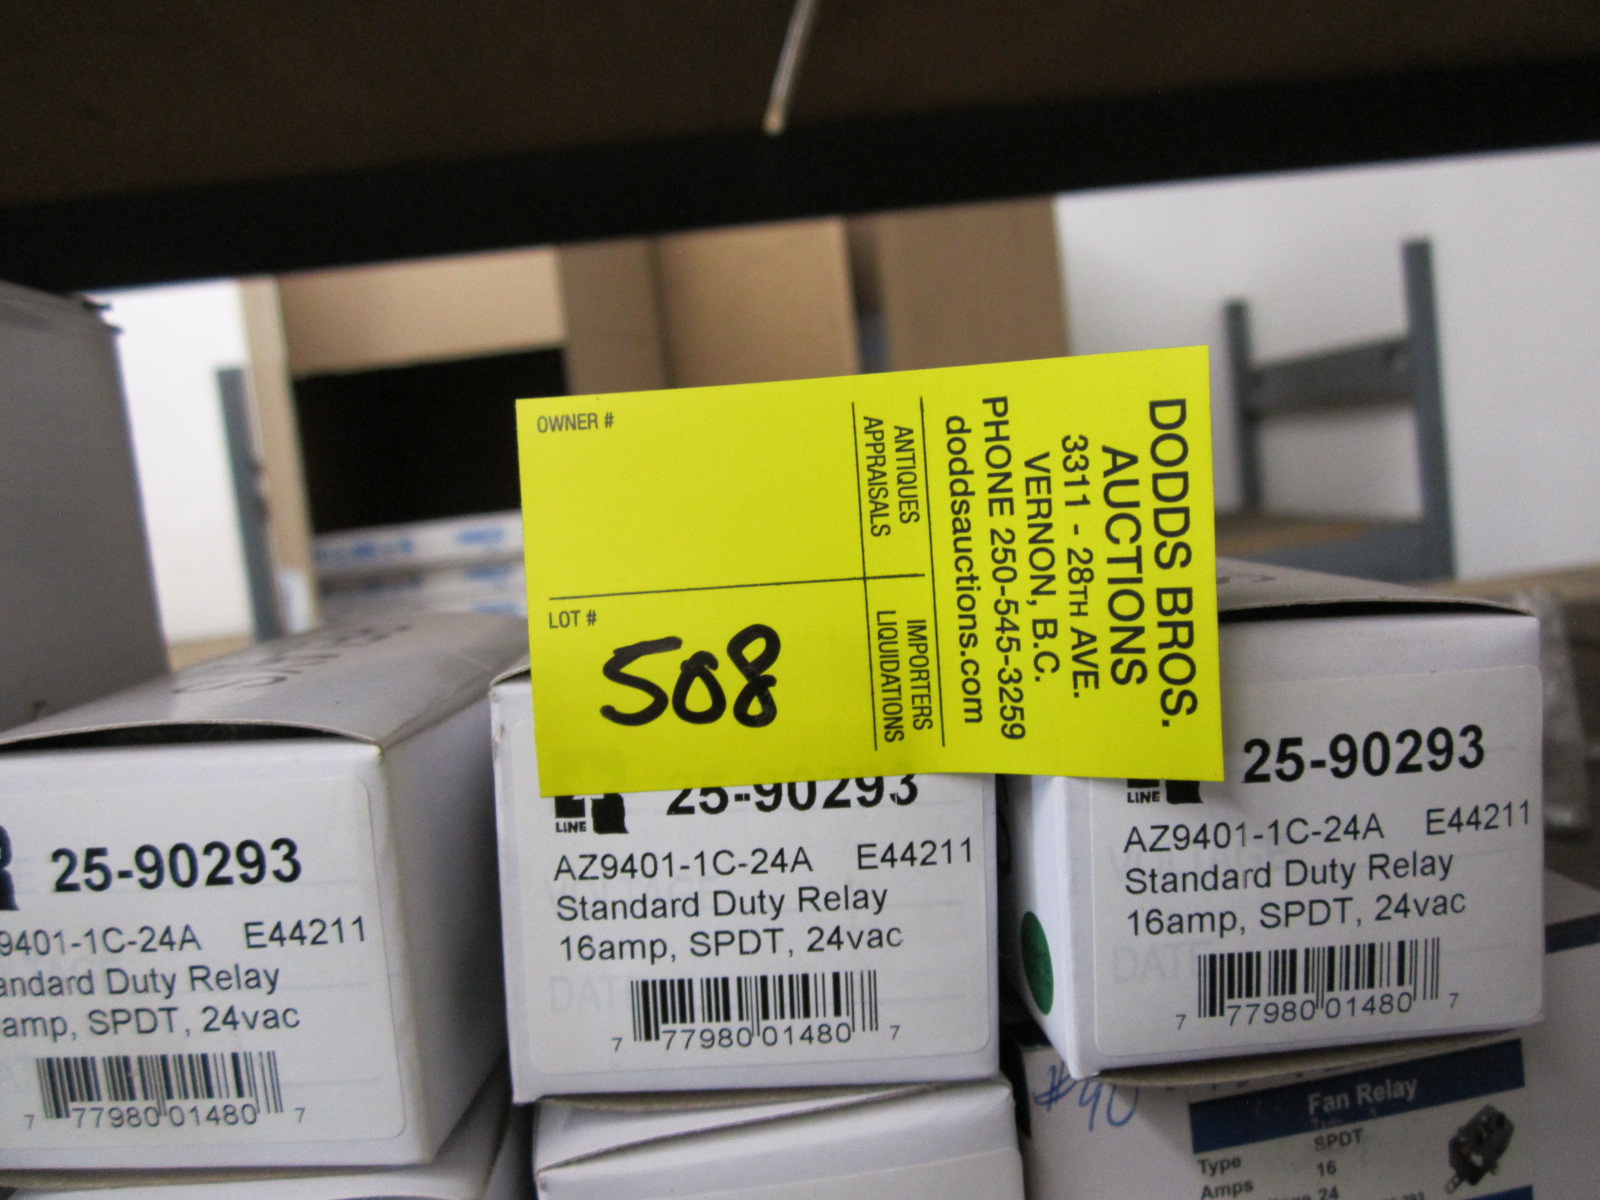 OWNER #
LOT #
508
ANTIQUES
APPRAISALS
IMPORTERS
LIQUIDATIONS
DODDS BROS.
AUCTIONS
3311 - 28TH AVE.
VERNON, B.C.
PHONE 250-545-3259
doddsauctions.com
25-90293
9401-1C-24A E44211
andard Duty Relay
amp, SPDT, 24vac
7 77980 01480 7
LINE
25-90293
AZ9401-1C-24A E44211
Standard Duty Relay
16amp, SPDT, 24vac
7 77980 01480 7
LINE
25-90293
AZ9401-1C-24A E44211
Standard Duty Relay
16amp, SPDT, 24vac
7 77980 01480 7
#90
Fan Relay
SPDT
Type
16
Amps
24